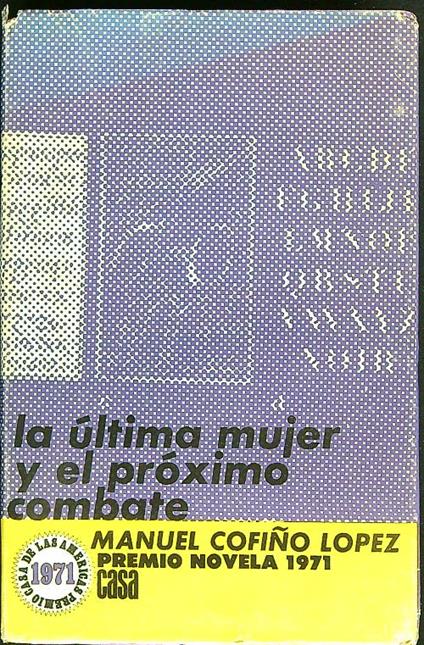 la última mujer
y el próximo
combate
MANUEL COFIÑO LOPEZ
PREMIO NOVELA 1971
casa
PREMIO CASA DE LAS AMERICAS
1971